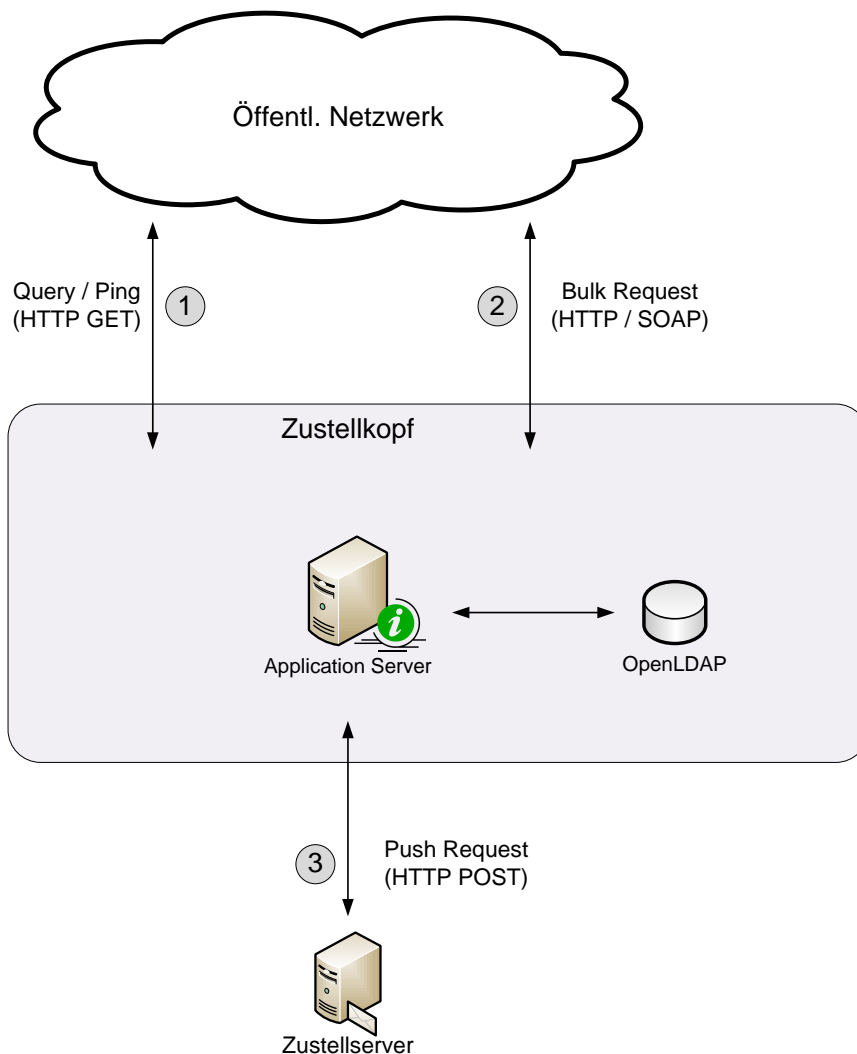 Öffentl. Netzwerk
Query / Ping
(HTTP GET)
1
2
Bulk Request
(HTTP / SOAP)
Zustellkopf
Application Server
OpenLDAP
3
Push Request
(HTTP POST)
Zustellserver